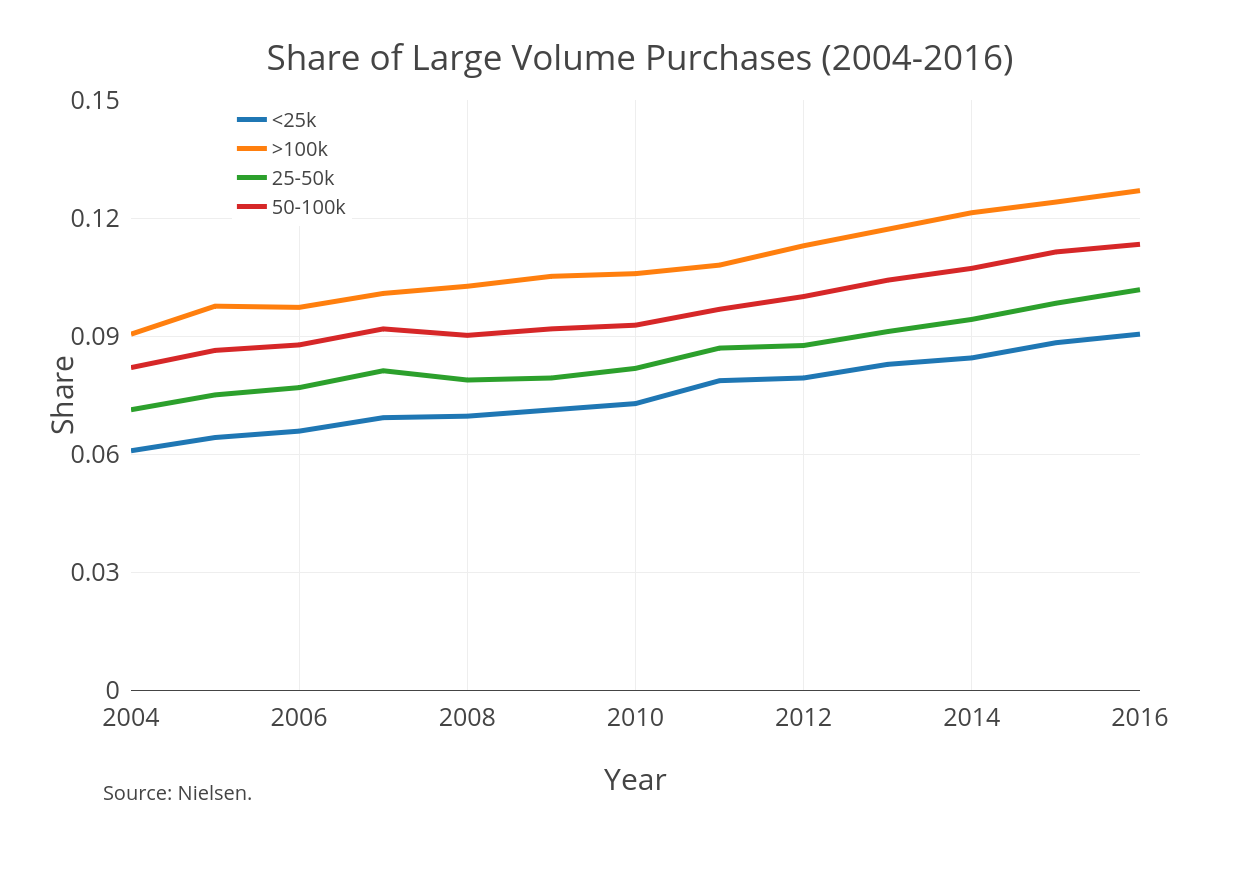 Share of Large Volume Purchases (2004-2016)
0.15
<25k
>100k
25-50k
50-100k
0.12
0.09
Share
0.06
0.03
0
2004 2006 2008 2010 2012 2014 2016
Year
Source: Nielsen.